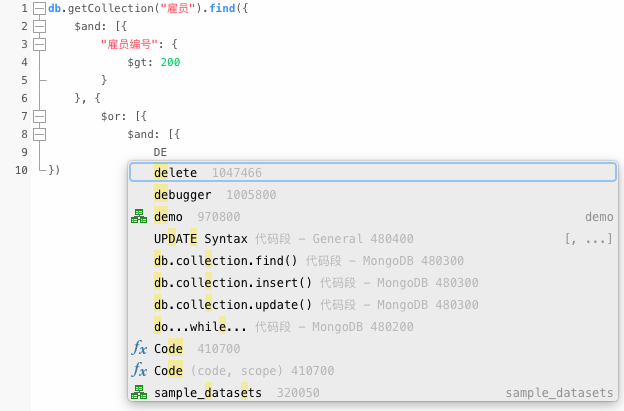 1 db.getCollection("雇员").find({
2 $and: [{
3 "雇员编号": {
4 $gt: 200
5 }
6 }, {
7 $or: [{
8 $and: [{
9 DE
10 })
delete 1047466
debugger 1005800
demo 970800 demo
UPDATE Syntax 代码段 – General 480400 [, ...]
db.collection.find() 代码段 – MongoDB 480300
db.collection.insert() 代码段 – MongoDB 480300
db.collection.update() 代码段 – MongoDB 480300
do...while... 代码段 – MongoDB 480200
fx Code 410700
fx Code (code, scope) 410700
sample_datasets 320050 sample_datasets